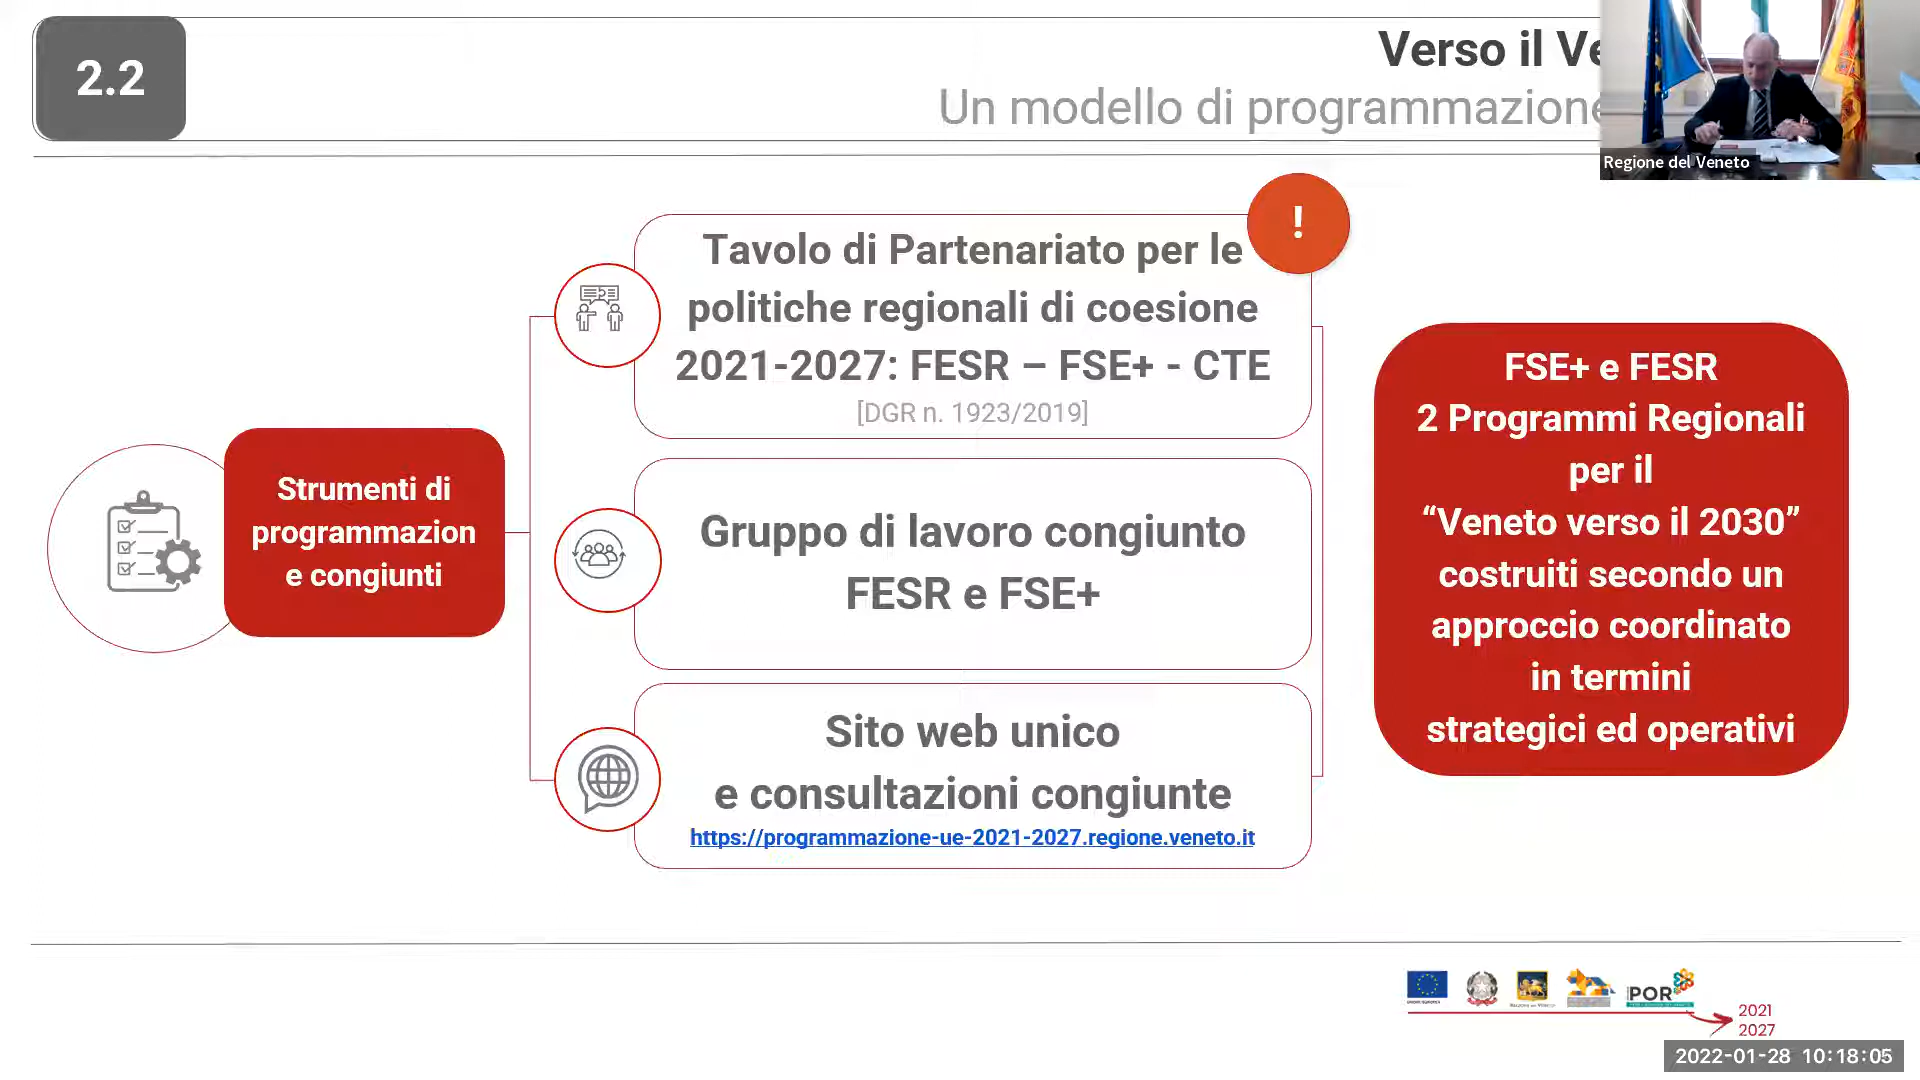 2.2
Verso il Ve
Un modello di programmazione
Regione del Veneto
!
Tavolo di Partenariato per le
politiche regionali di coesione
2021-2027: FESR – FSE+ - CTE
[DGR n. 1923/2019]
Strumenti di
programmazion
e congiunti
Gruppo di lavoro congiunto
FESR e FSE+
Sito web unico
e consultazioni congiunte
https://programmazione-ue-2021-2027.regione.veneto.it
FSE+ e FESR
2 Programmi Regionali
per il
“Veneto verso il 2030”
costruiti secondo un
approccio coordinato
in termini
strategici ed operativi
POR
2021
2027
2022-01-28 10:18:05